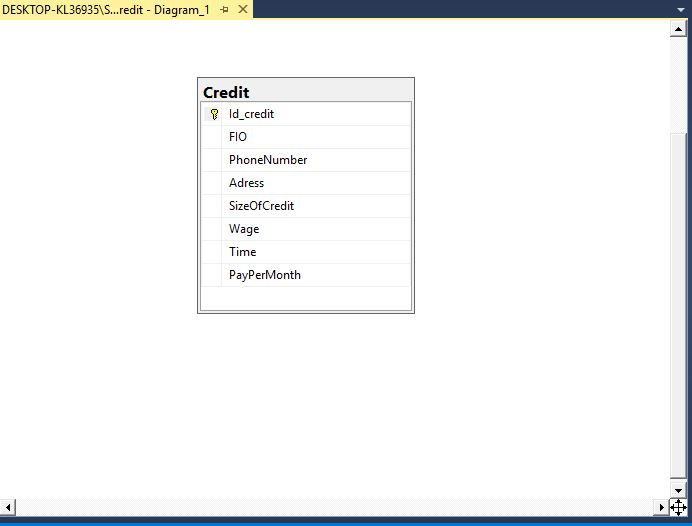 DESKTOP-KL36935\S...redit - Diagram_1
Credit
Id_credit
FIO
PhoneNumber
Adress
SizeOfCredit
Wage
Time
PayPerMonth